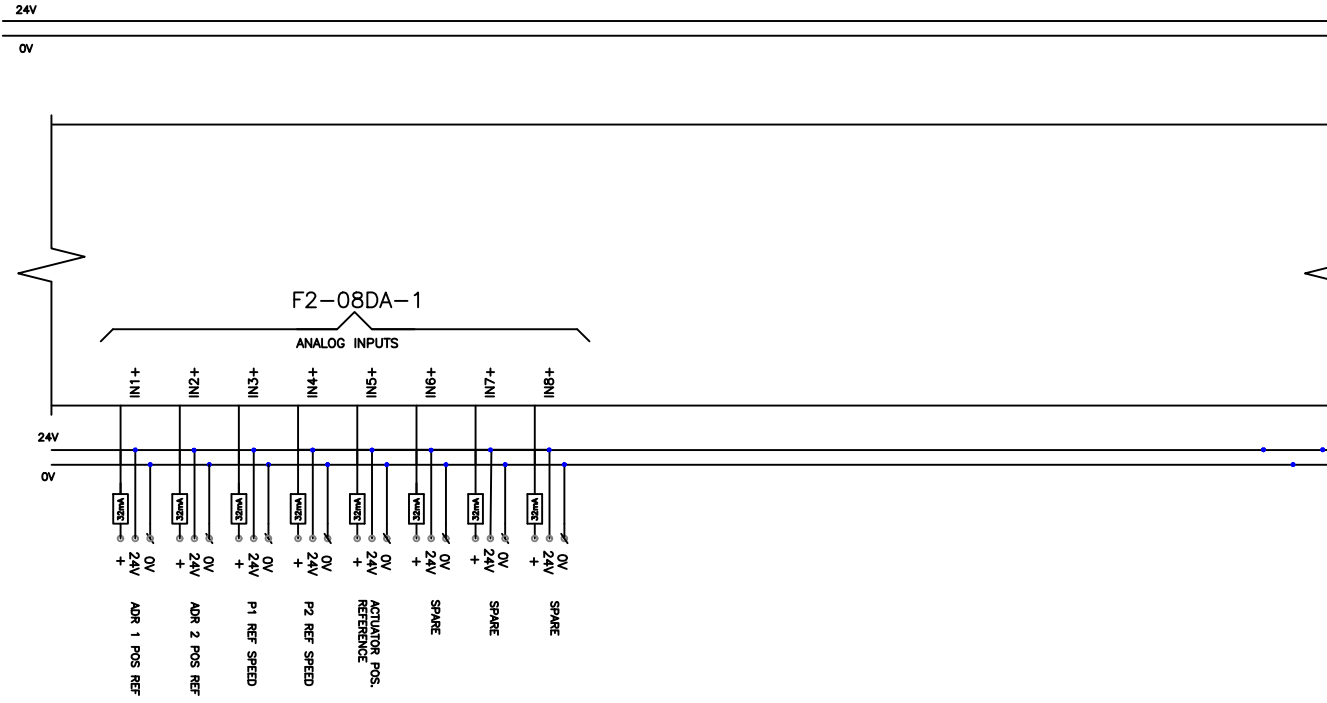 24V
0V
F2-08DA-1
ANALOG INPUTS
IN1+
IN2+
IN3+
IN4+
IN5+
IN6+
IN7+
IN8+
24V
0V
32mA
32mA
32mA
32mA
32mA
32mA
32mA
32mA
+ 24V 0V
+ 24V 0V
+ 24V 0V
+ 24V 0V
+ 24V 0V
+ 24V 0V
+ 24V 0V
+ 24V 0V
ADR 1 POS REF
ADR 2 POS REF
P1 REF SPEED
P2 REF SPEED
ACTUATOR POS.
REFERENCE
SPARE
SPARE
SPARE